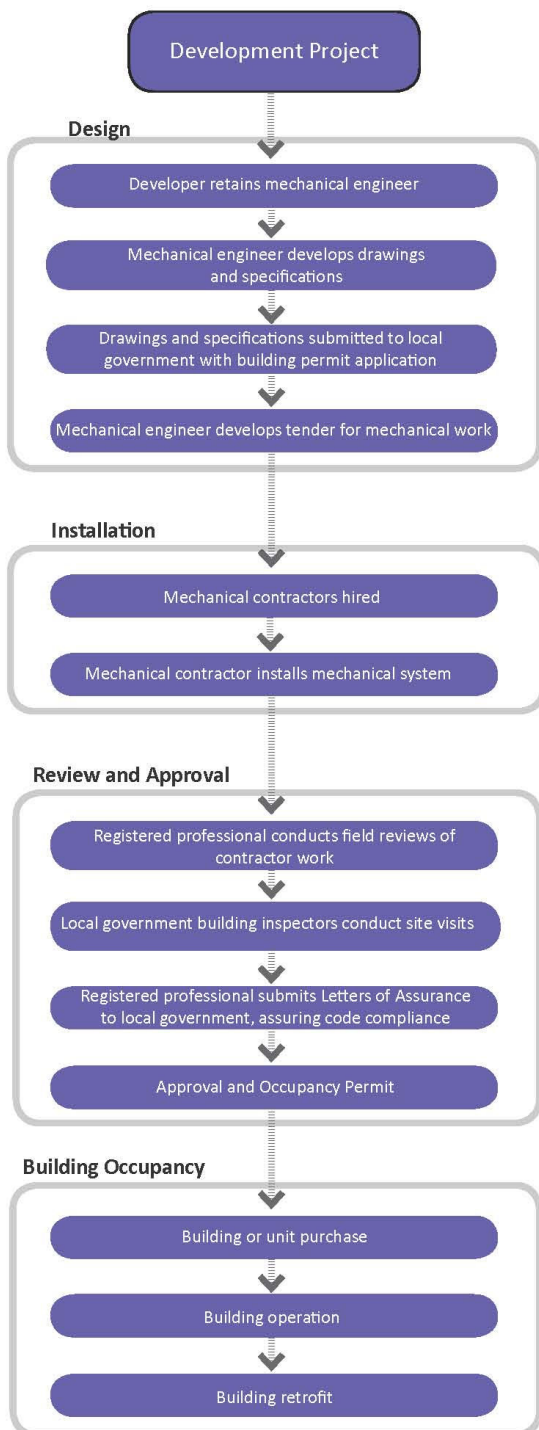 Development Project
Design
Developer retains mechanical engineer
Mechanical engineer develops drawings
and specifications
Drawings and specifications submitted to local
government with building permit application
Mechanical engineer develops tender for mechanical work
Installation
Mechanical contractors hired
Mechanical contractor installs mechanical system
Review and Approval
Registered professional conducts field reviews of
contractor work
Local government building inspectors conduct site visits
Registered professional submits Letters of Assurance
to local government, assuring code compliance
Approval and Occupancy Permit
Building Occupancy
Building or unit purchase
Building operation
Building retrofit